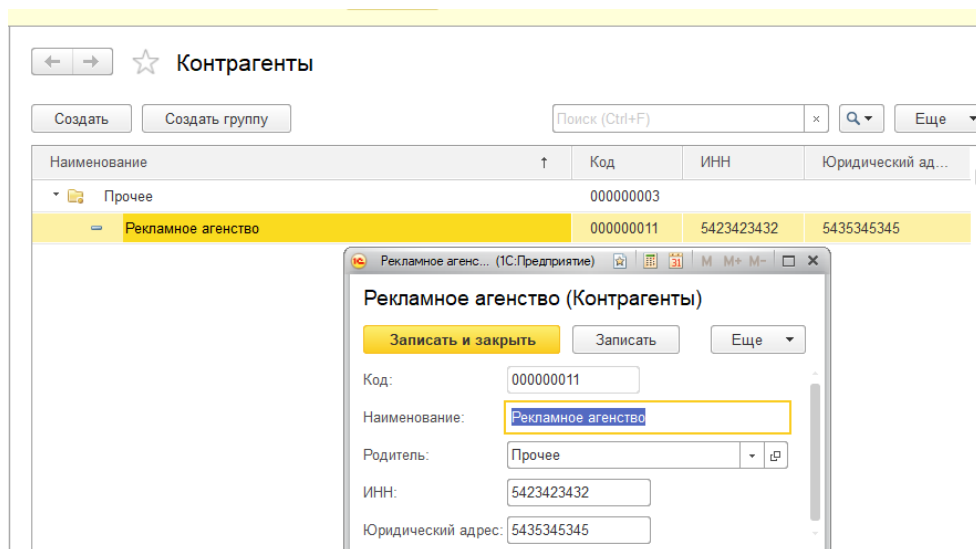 Контрагенты
Создать Создать группу Поиск (Ctrl+F) Еще
Наименование Код ИНН Юридический ад...
Прочее 000000003
Рекламное агенство 000000011 5423423432 5435345345
Рекламное агенс... (1С:Предприятие) 31 M M+ M-
Рекламное агенство (Контрагенты)
Записать и закрыть Записать Еще
Код: 000000011
Наименование: Рекламное агенство
Родитель: Прочее
ИНН: 5423423432
Юридический адрес: 5435345345